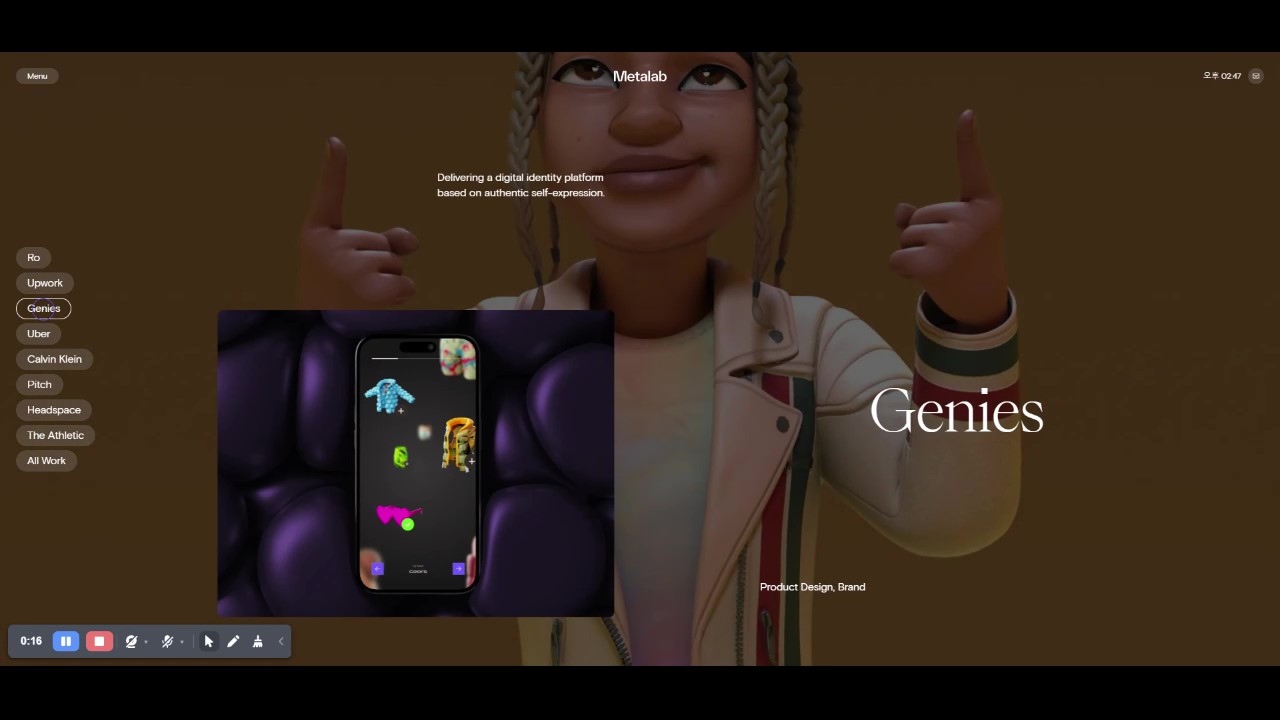 Menu
Metalab
오후 02:47
Delivering a digital identity platform
based on authentic self-expression.
Ro
Upwork
Genies
Uber
Calvin Klein
Pitch
Headspace
The Athletic
All Work
Genies
Product Design, Brand
0:16